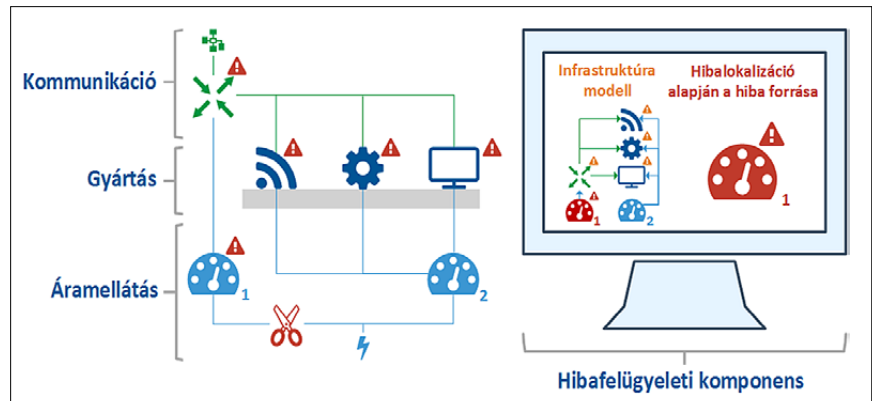 Kommunikáció
Gyártás
Áramellátás
1
2
Infrastruktúra
modell
1
2
Hibalokalizáció
alapján a hiba forrása
1
Hibafelügyeleti komponens